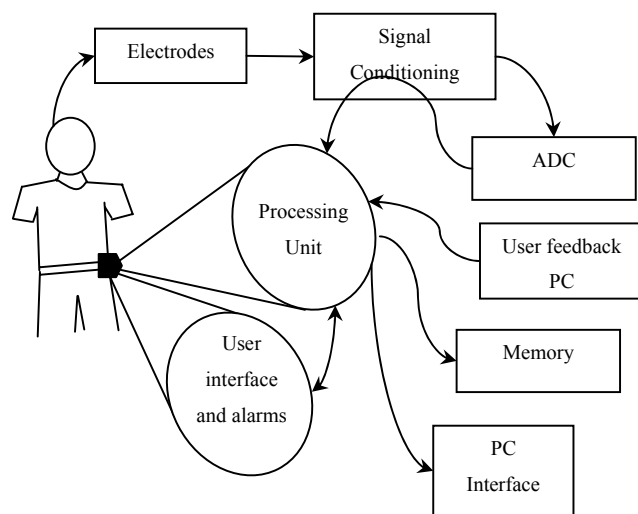 Electrodes
Signal
Conditioning
ADC
Processing
Unit
User feedback
PC
User
interface
and alarms
Memory
PC
Interface